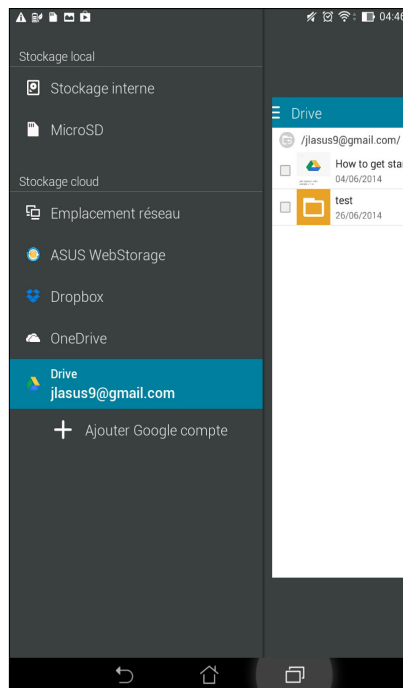 04:46
Stockage local
Stockage interne
MicroSD
Stockage cloud
Emplacement réseau
ASUS WebStorage
Dropbox
OneDrive
Drive
jlasus9@gmail.com
Ajouter Google compte
Drive
/jlasus9@gmail.com/
How to get star
04/06/2014
test
26/06/2014